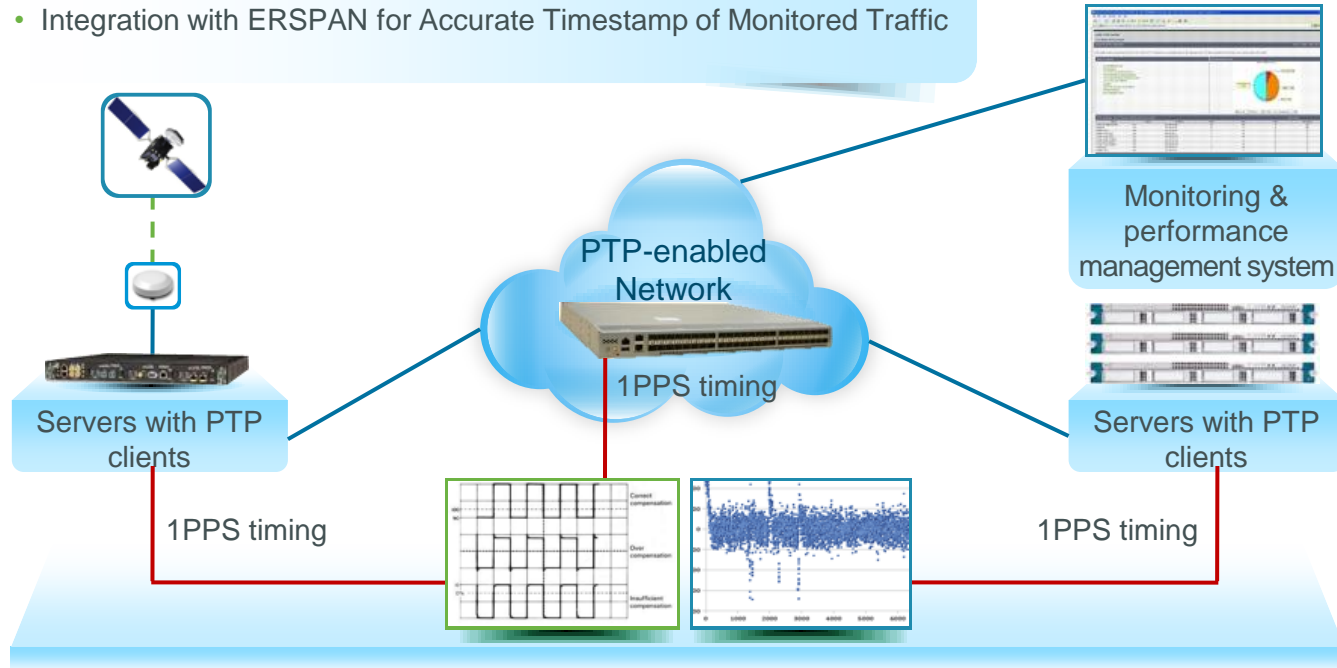 • Integration with ERSPAN for Accurate Timestamp of Monitored Traffic
Monitoring &
performance
management system
PTP-enabled
Network
1PPS timing
Servers with PTP
clients
Servers with PTP
clients
1PPS timing
1PPS timing
Correct
compensation
Over
compensation
Insufficient
compensation
0 1000 2000 3000 4000 5000 6000